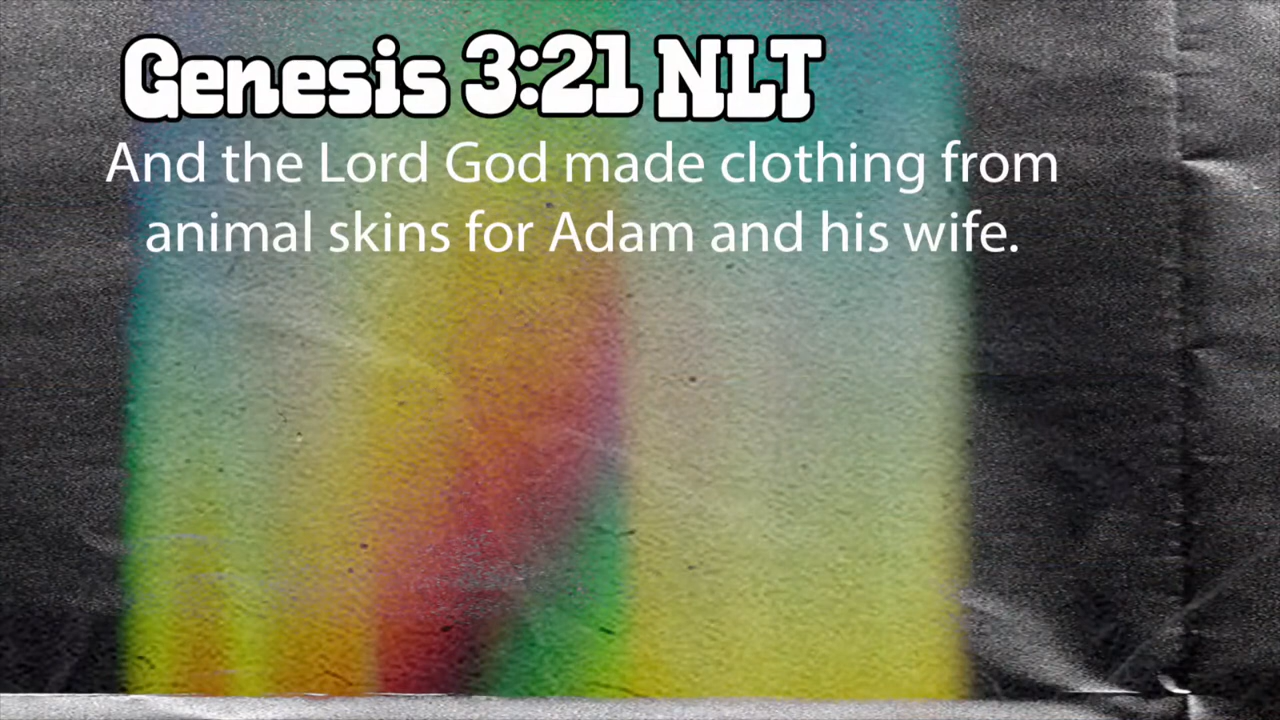 Genesis 3:21 NLT
And the Lord God made clothing from
animal skins for Adam and his wife.